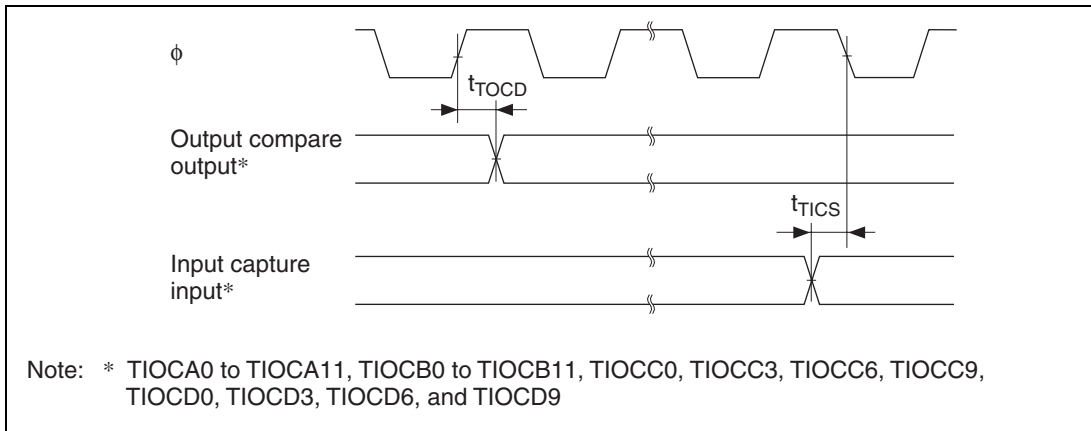 ϕ
tTOCD
Output compare
output*
tTICS
Input capture
input*
Note: * TIOCA0 to TIOCA11, TIOCB0 to TIOCB11, TIOCC0, TIOCC3, TIOCC6, TIOCC9,
TIOCD0, TIOCD3, TIOCD6, and TIOCD9